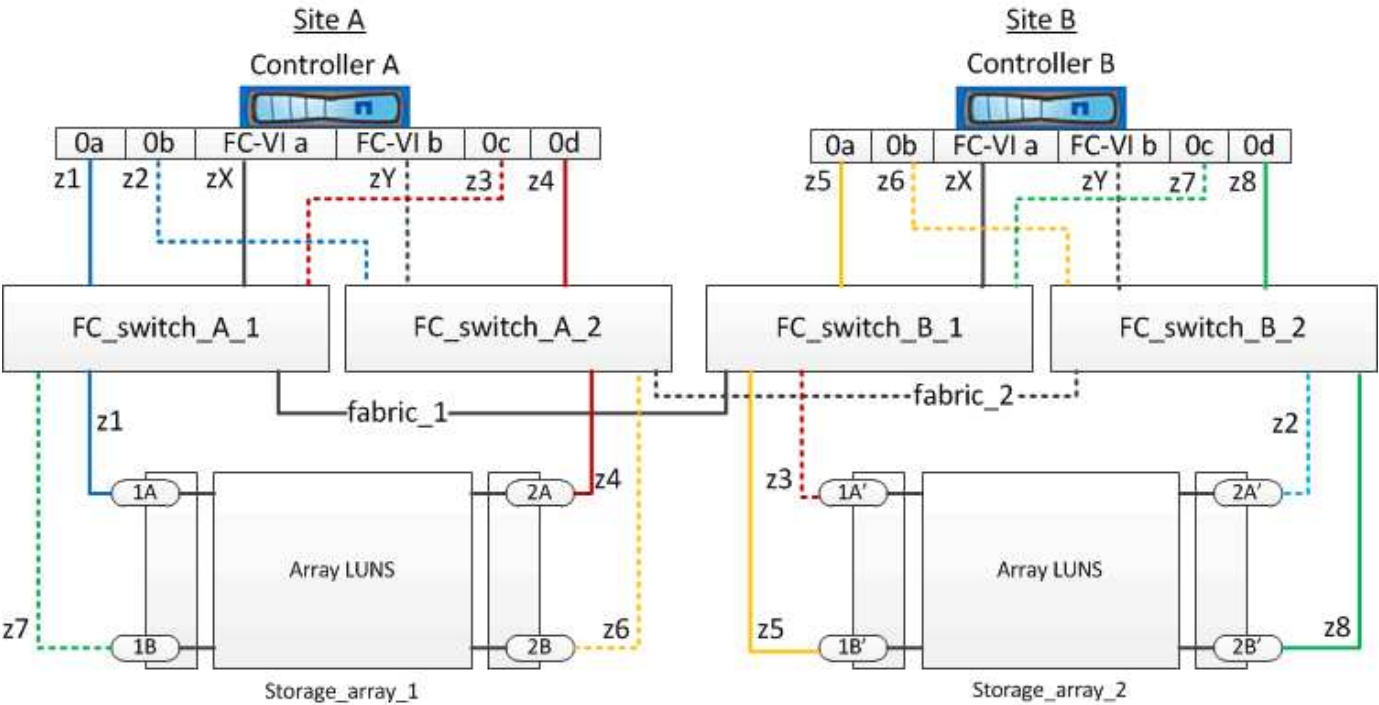 Site A
Site B
Controller A
Controller B
0a 0b FC-VI a FC-VI b 0c 0d
0a 0b FC-VI a FC-VI b 0c 0d
z1 z2 zX zY z3 z4
z5 z6 zX zY z7 z8
FC_switch_A_1
FC_switch_A_2
FC_switch_B_1
FC_switch_B_2
fabric_1
fabric_2
z1
z4
z3
z2
1A
2A
1A’
2A’
Array LUNS
Array LUNS
z7
z6
z5
z8
1B
2B
1B’
2B’
Storage_array_1
Storage_array_2